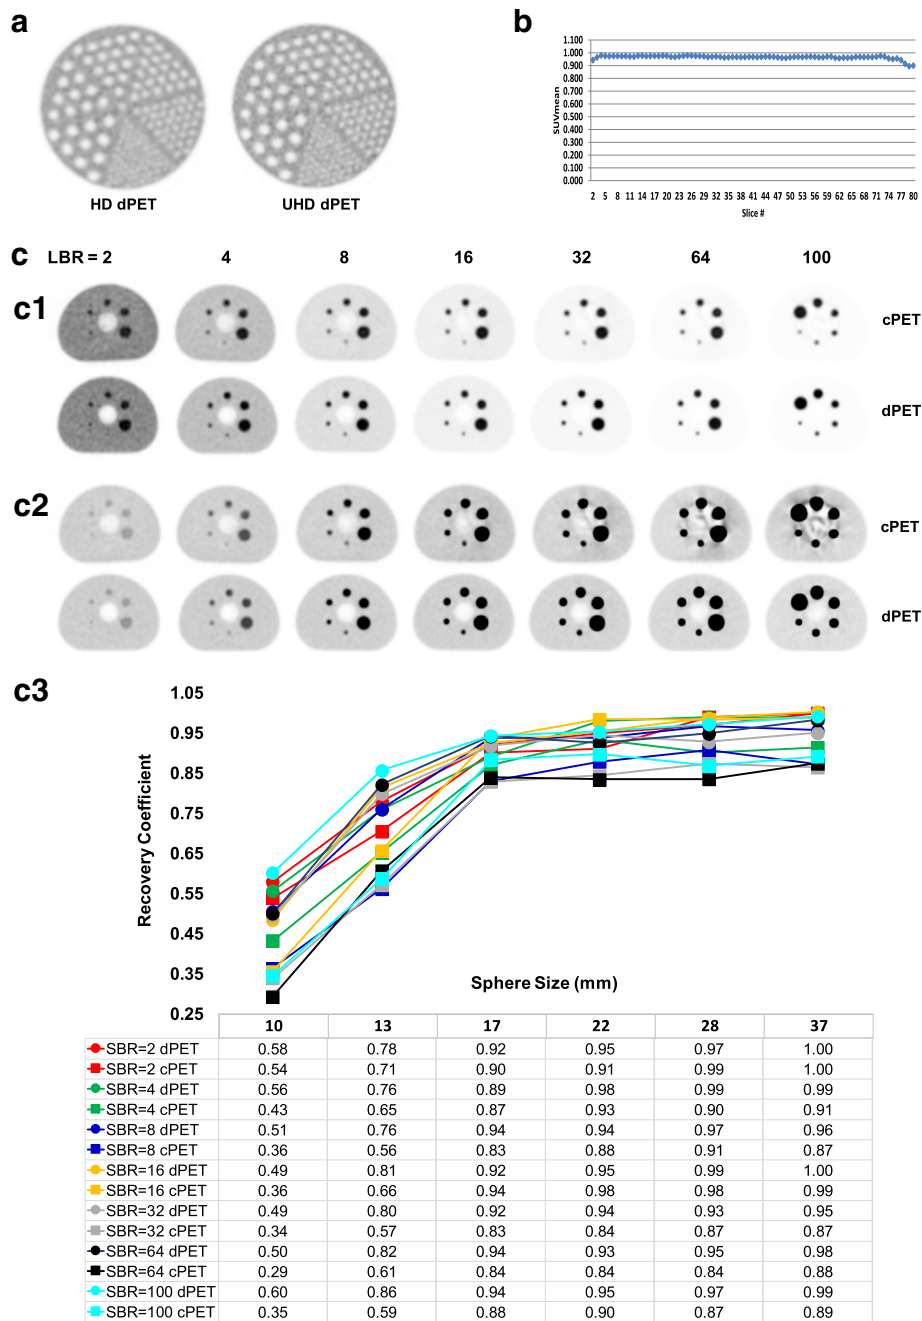 a
HD dPET UHD dPET
b
1.100
1.000
0.900
0.800
0.700
0.600
0.500
0.400
0.300
0.200
0.100
0.000
SUVmean
2 5 8 11 14 17 20 23 26 29 32 35 38 41 44 47 50 53 56 59 62 65 68 71 74 77 80
Slice #
c LBR = 2 4 8 16 32 64 100
c1 cPET
dPET
c2 cPET
dPET
c3
1.05
0.95
0.85
0.75
0.65
0.55
0.45
0.35
0.25
Recovery Coefficient
Sphere Size (mm)
10 13 17 22 28 37
SBR=2 dPET 0.58 0.78 0.92 0.95 0.97 1.00
SBR=2 cPET 0.54 0.71 0.90 0.91 0.99 1.00
SBR=4 dPET 0.56 0.76 0.89 0.98 0.99 0.99
SBR=4 cPET 0.43 0.65 0.87 0.93 0.90 0.91
SBR=8 dPET 0.51 0.76 0.94 0.94 0.97 0.96
SBR=8 cPET 0.36 0.56 0.83 0.88 0.91 0.87
SBR=16 dPET 0.49 0.81 0.92 0.95 0.99 1.00
SBR=16 cPET 0.36 0.66 0.94 0.98 0.98 0.99
SBR=32 dPET 0.49 0.80 0.92 0.94 0.93 0.95
SBR=32 cPET 0.34 0.57 0.83 0.84 0.87 0.87
SBR=64 dPET 0.50 0.82 0.94 0.93 0.95 0.98
SBR=64 cPET 0.29 0.61 0.84 0.84 0.84 0.88
SBR=100 dPET 0.60 0.86 0.94 0.95 0.97 0.99
SBR=100 cPET 0.35 0.59 0.88 0.90 0.87 0.89